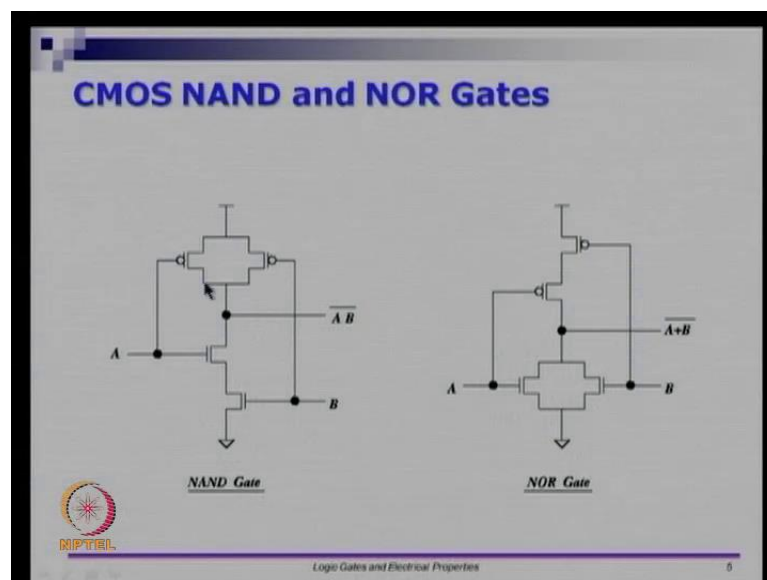 CMOS NAND and NOR Gates
A B
A+B
A
B
A
B
NAND Gate
NOR Gate
NPTEL
Logic Gates and Electrical Properties
5